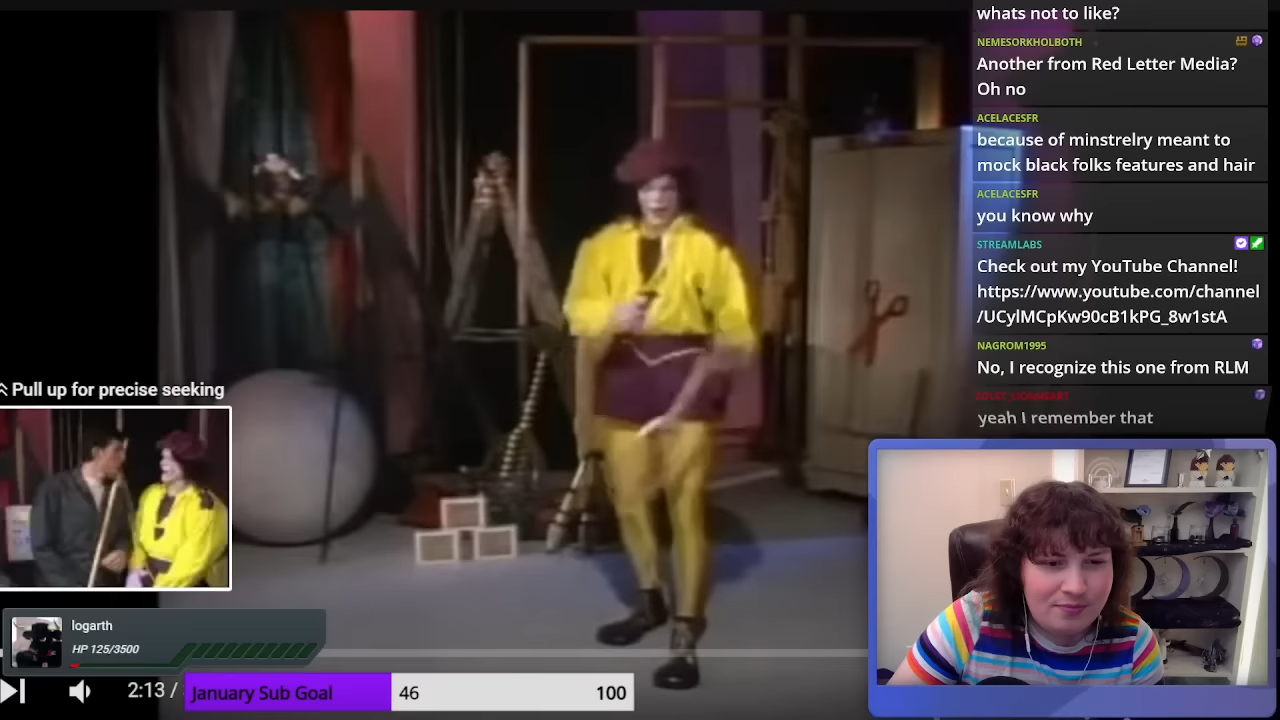 whats not to like?
NEMESORKHOLBOTH
Another from Red Letter Media?
Oh no
ACELACESFR
because of minstrelry meant to
mock black folks features and hair
ACELACESFR
you know why
STREAMLABS
Check out my YouTube Channel!
https://www.youtube.com/channel
/UCylMCpKw90cB1kPG_8w1stA
NAGROM1995
No, I recognize this one from RLM
yeah I remember that
Pull up for precise seeking
logarth
HP 125/3500
2:13 /
January Sub Goal
46
100